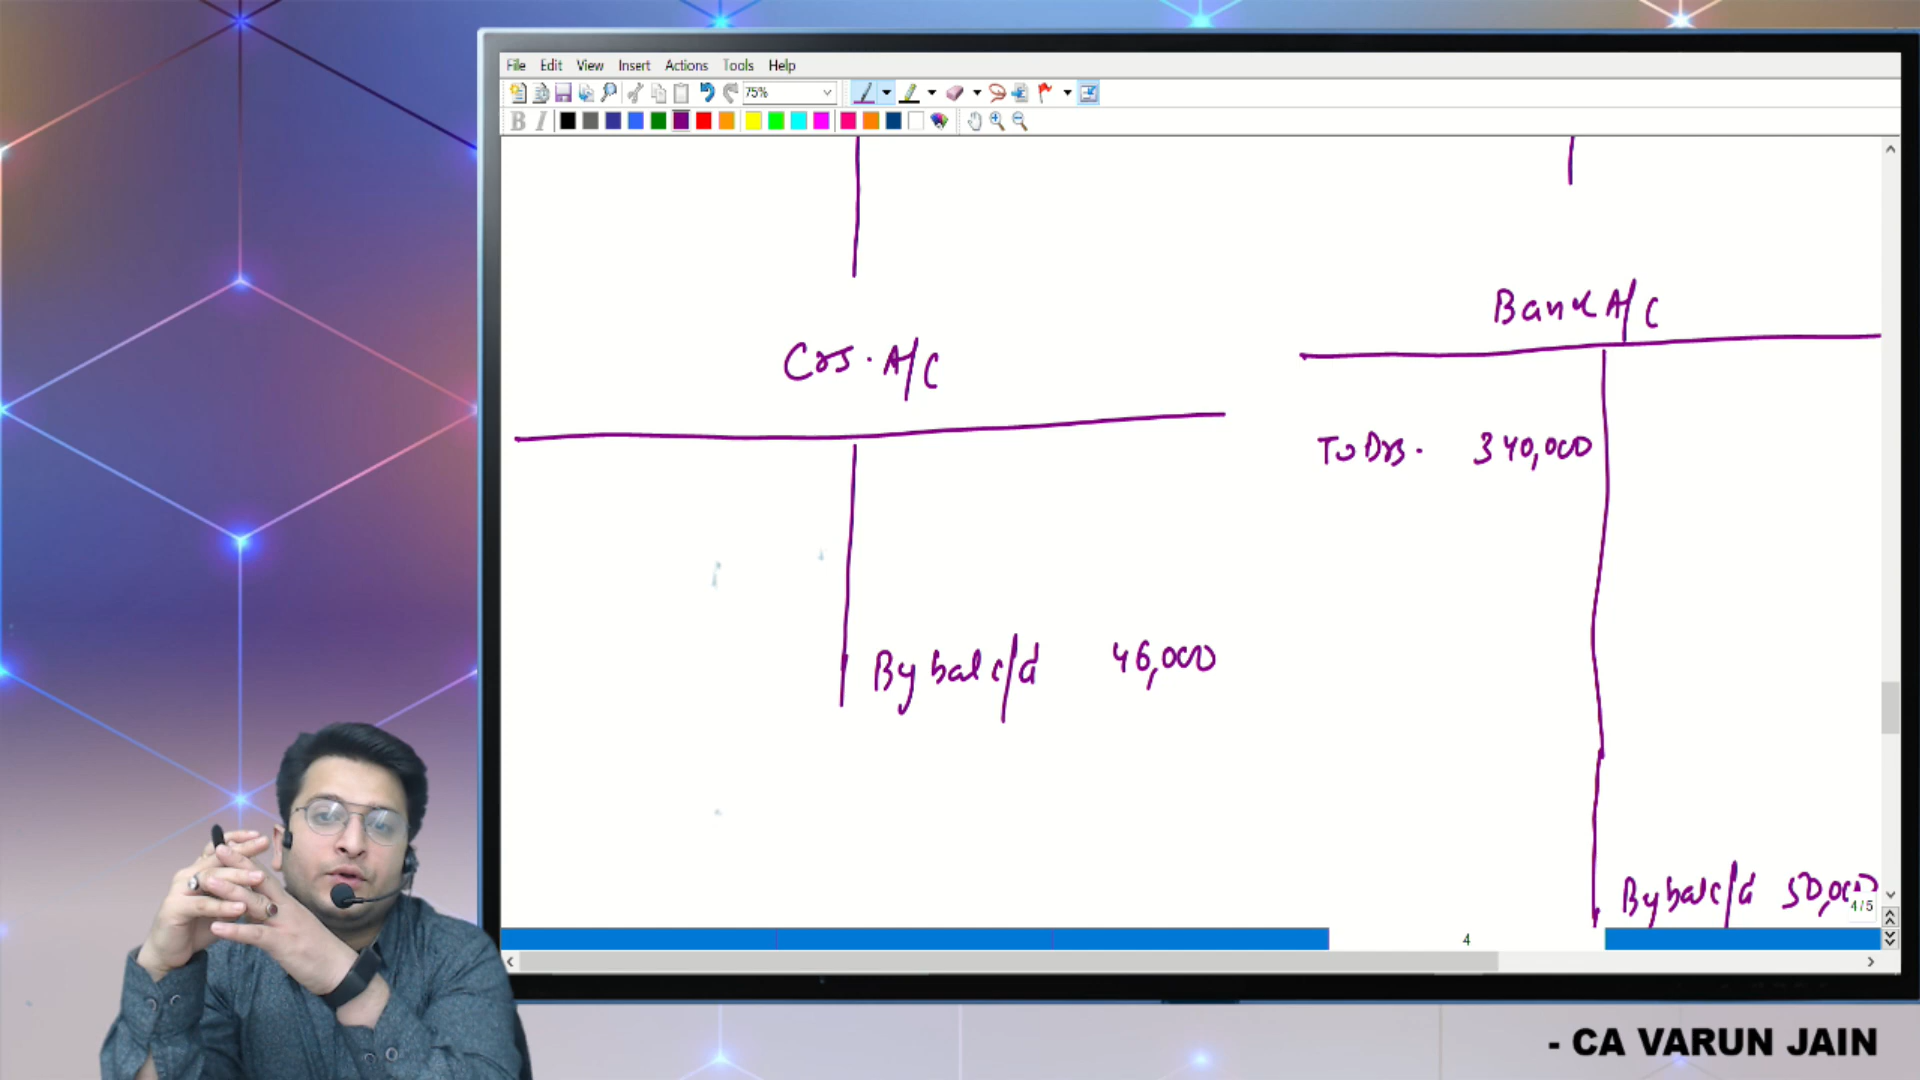 File Edit View Insert Actions Tools Help
75%
B I
Bank A/C
Crs. A/C
To Drs. 340,000
By bal c/d 46,000
By bal c/d 50,000
4/5
4
- CA VARUN JAIN